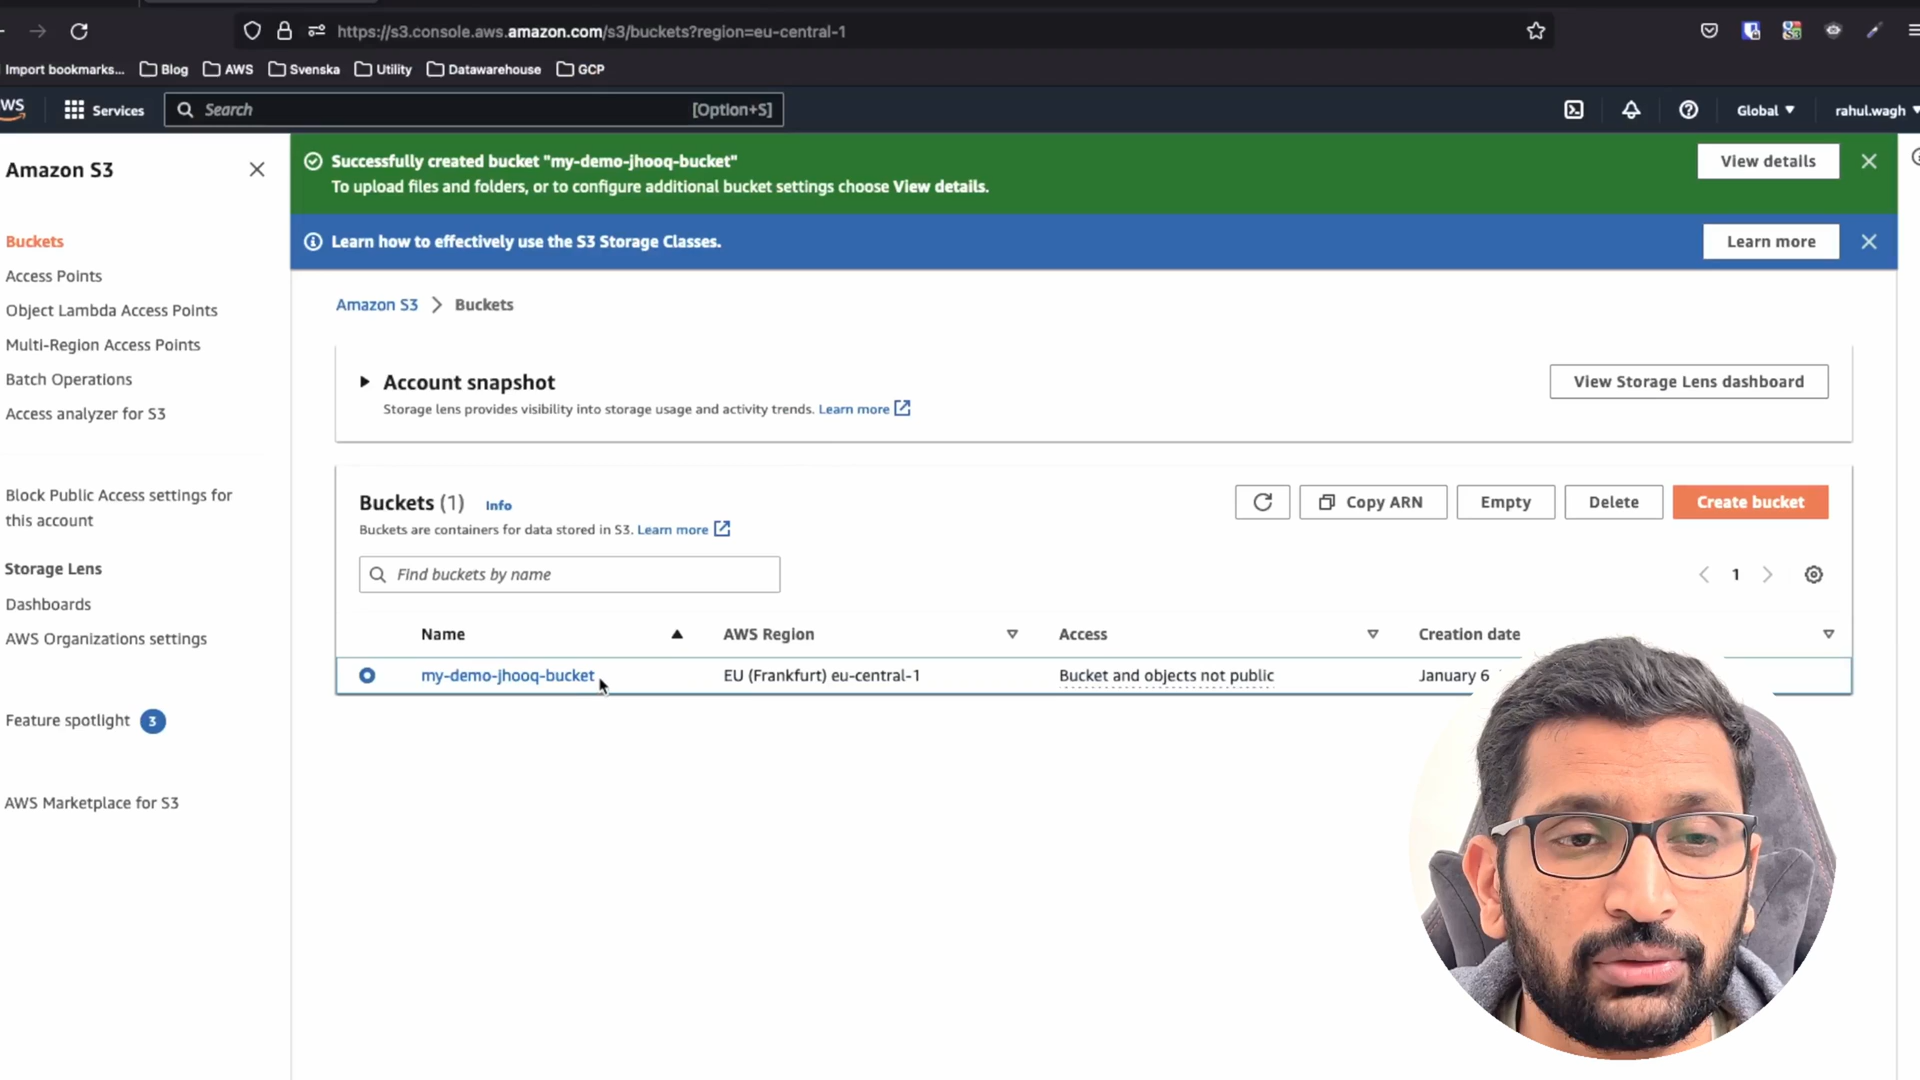 https://s3.console.aws.amazon.com/s3/buckets?region=eu-central-1
Import bookmarks... Blog AWS Svenska Utility Datawarehouse GCP
Services Search [Option+S] Global rahul.wagh
Amazon S3
Buckets
Access Points
Object Lambda Access Points
Multi-Region Access Points
Batch Operations
Access analyzer for S3
Block Public Access settings for
this account
Storage Lens
Dashboards
AWS Organizations settings
Feature spotlight 3
AWS Marketplace for S3
Successfully created bucket "my-demo-jhooq-bucket"
To upload files and folders, or to configure additional bucket settings choose View details.
View details
Learn how to effectively use the S3 Storage Classes.
Learn more
Amazon S3 Buckets
Account snapshot
Storage lens provides visibility into storage usage and activity trends. Learn more
View Storage Lens dashboard
Buckets (1) Info
Buckets are containers for data stored in S3. Learn more
Copy ARN Empty Delete Create bucket
Find buckets by name
1
Name AWS Region Access Creation date
my-demo-jhooq-bucket EU (Frankfurt) eu-central-1 Bucket and objects not public January 6